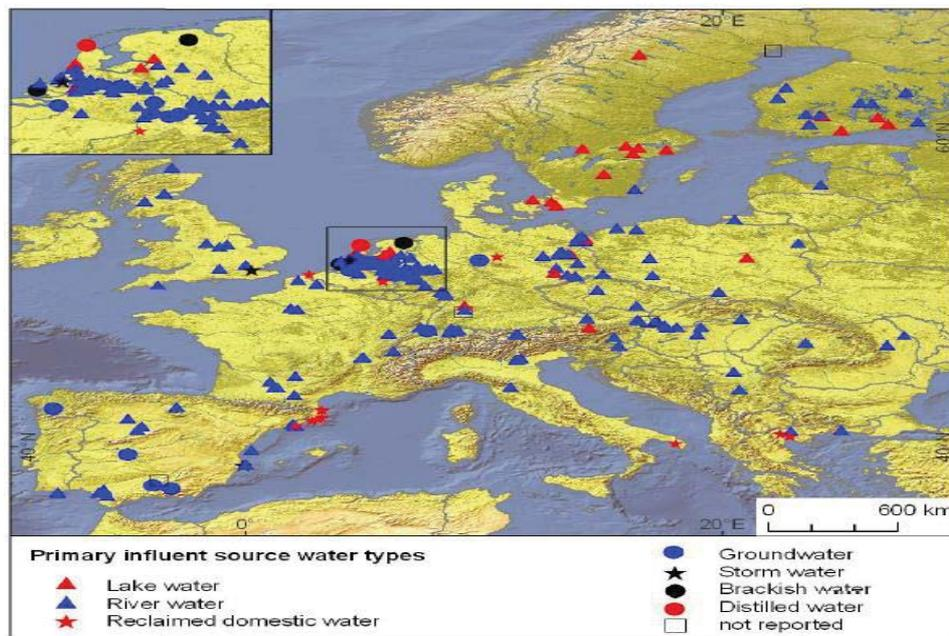 20°E
60°N
40°N
40°N
0°
20°E
0 600 km
Primary influent source water types
Lake water
River water
Reclaimed domestic water
Groundwater
Storm water
Brackish water
Distilled water
not reported